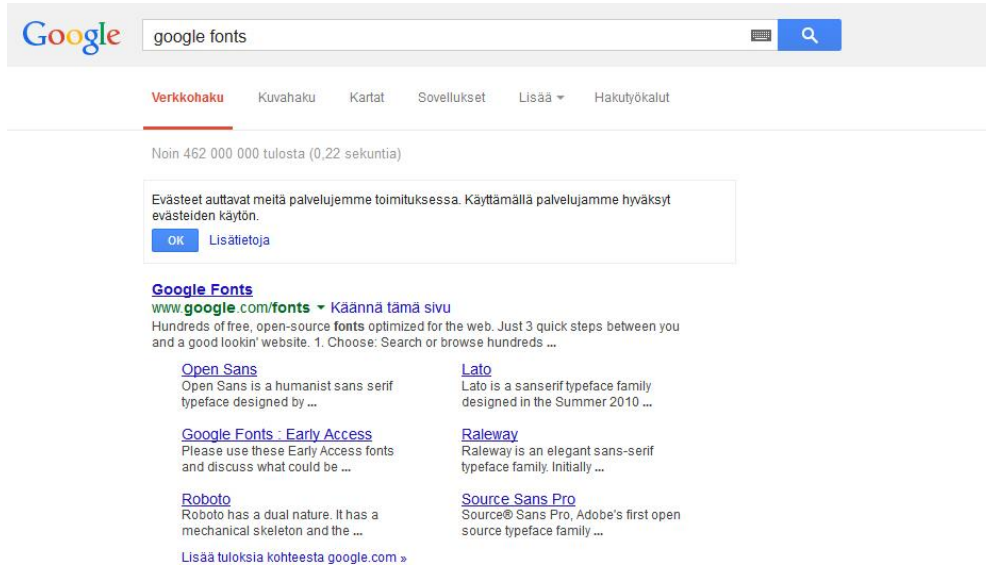 Google
google fonts
Verkkohaku Kuvahaku Kartat Sovellukset Lisää Hakutyökalut
Noin 462 000 000 tulosta (0,22 sekuntia)
Evästeet auttavat meitä palvelujemme toimituksessa. Käyttämällä palvelujamme hyväksyt
evästeiden käytön.
OK Lisätietoja
Google Fonts
www.google.com/fonts Käännä tämä sivu
Hundreds of free, open-source fonts optimized for the web. Just 3 quick steps between you
and a good lookin' website. 1. Choose: Search or browse hundreds ...
Open Sans
Open Sans is a humanist sans serif
typeface designed by ...
Lato
Lato is a sanserif typeface family
designed in the Summer 2010 ...
Google Fonts : Early Access
Please use these Early Access fonts
and discuss what could be ...
Raleway
Raleway is an elegant sans-serif
typeface family. Initially ...
Roboto
Roboto has a dual nature. It has a
mechanical skeleton and the ...
Source Sans Pro
Source® Sans Pro, Adobe's first open
source typeface family ...
Lisää tuloksia kohteesta google.com »